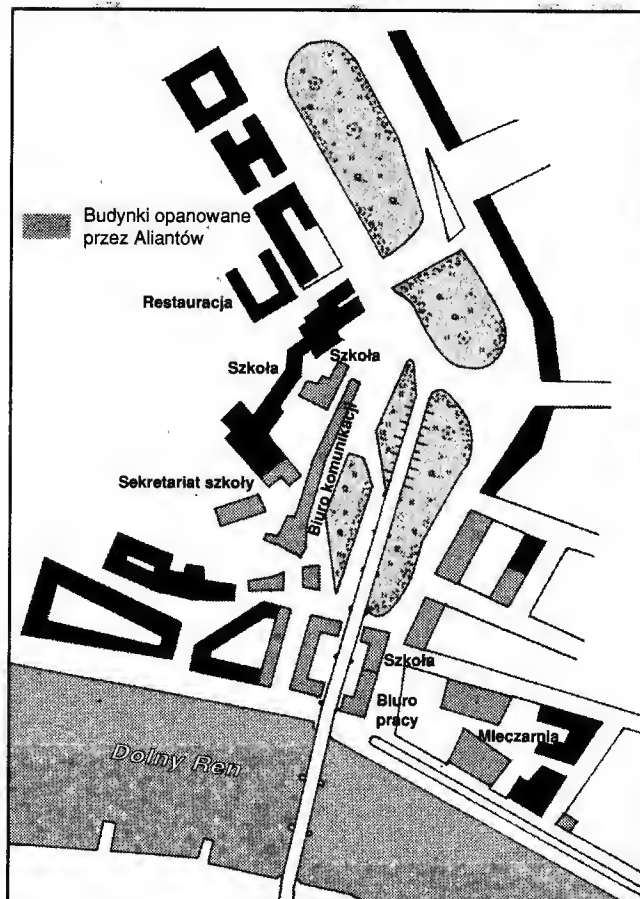 Budynki opanowane
przez Aliantów
Restauracja
Szkoła
Szkoła
Biuro komunikacji
Sekretariat szkoły
Szkoła
Biuro
pracy
Mleczarnia
Dolny Ren